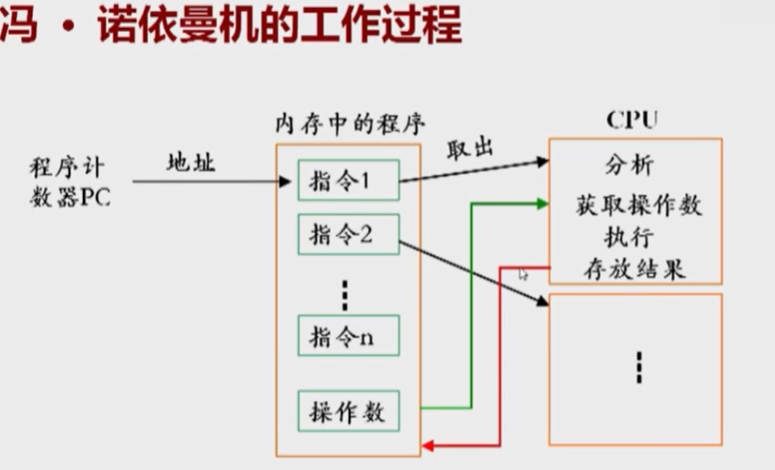 冯·诺依曼机的工作过程
内存中的程序
CPU
程序计
数器PC
地址
取出
指令1
指令2
指令n
操作数
分析
获取操作数
执行
存放结果